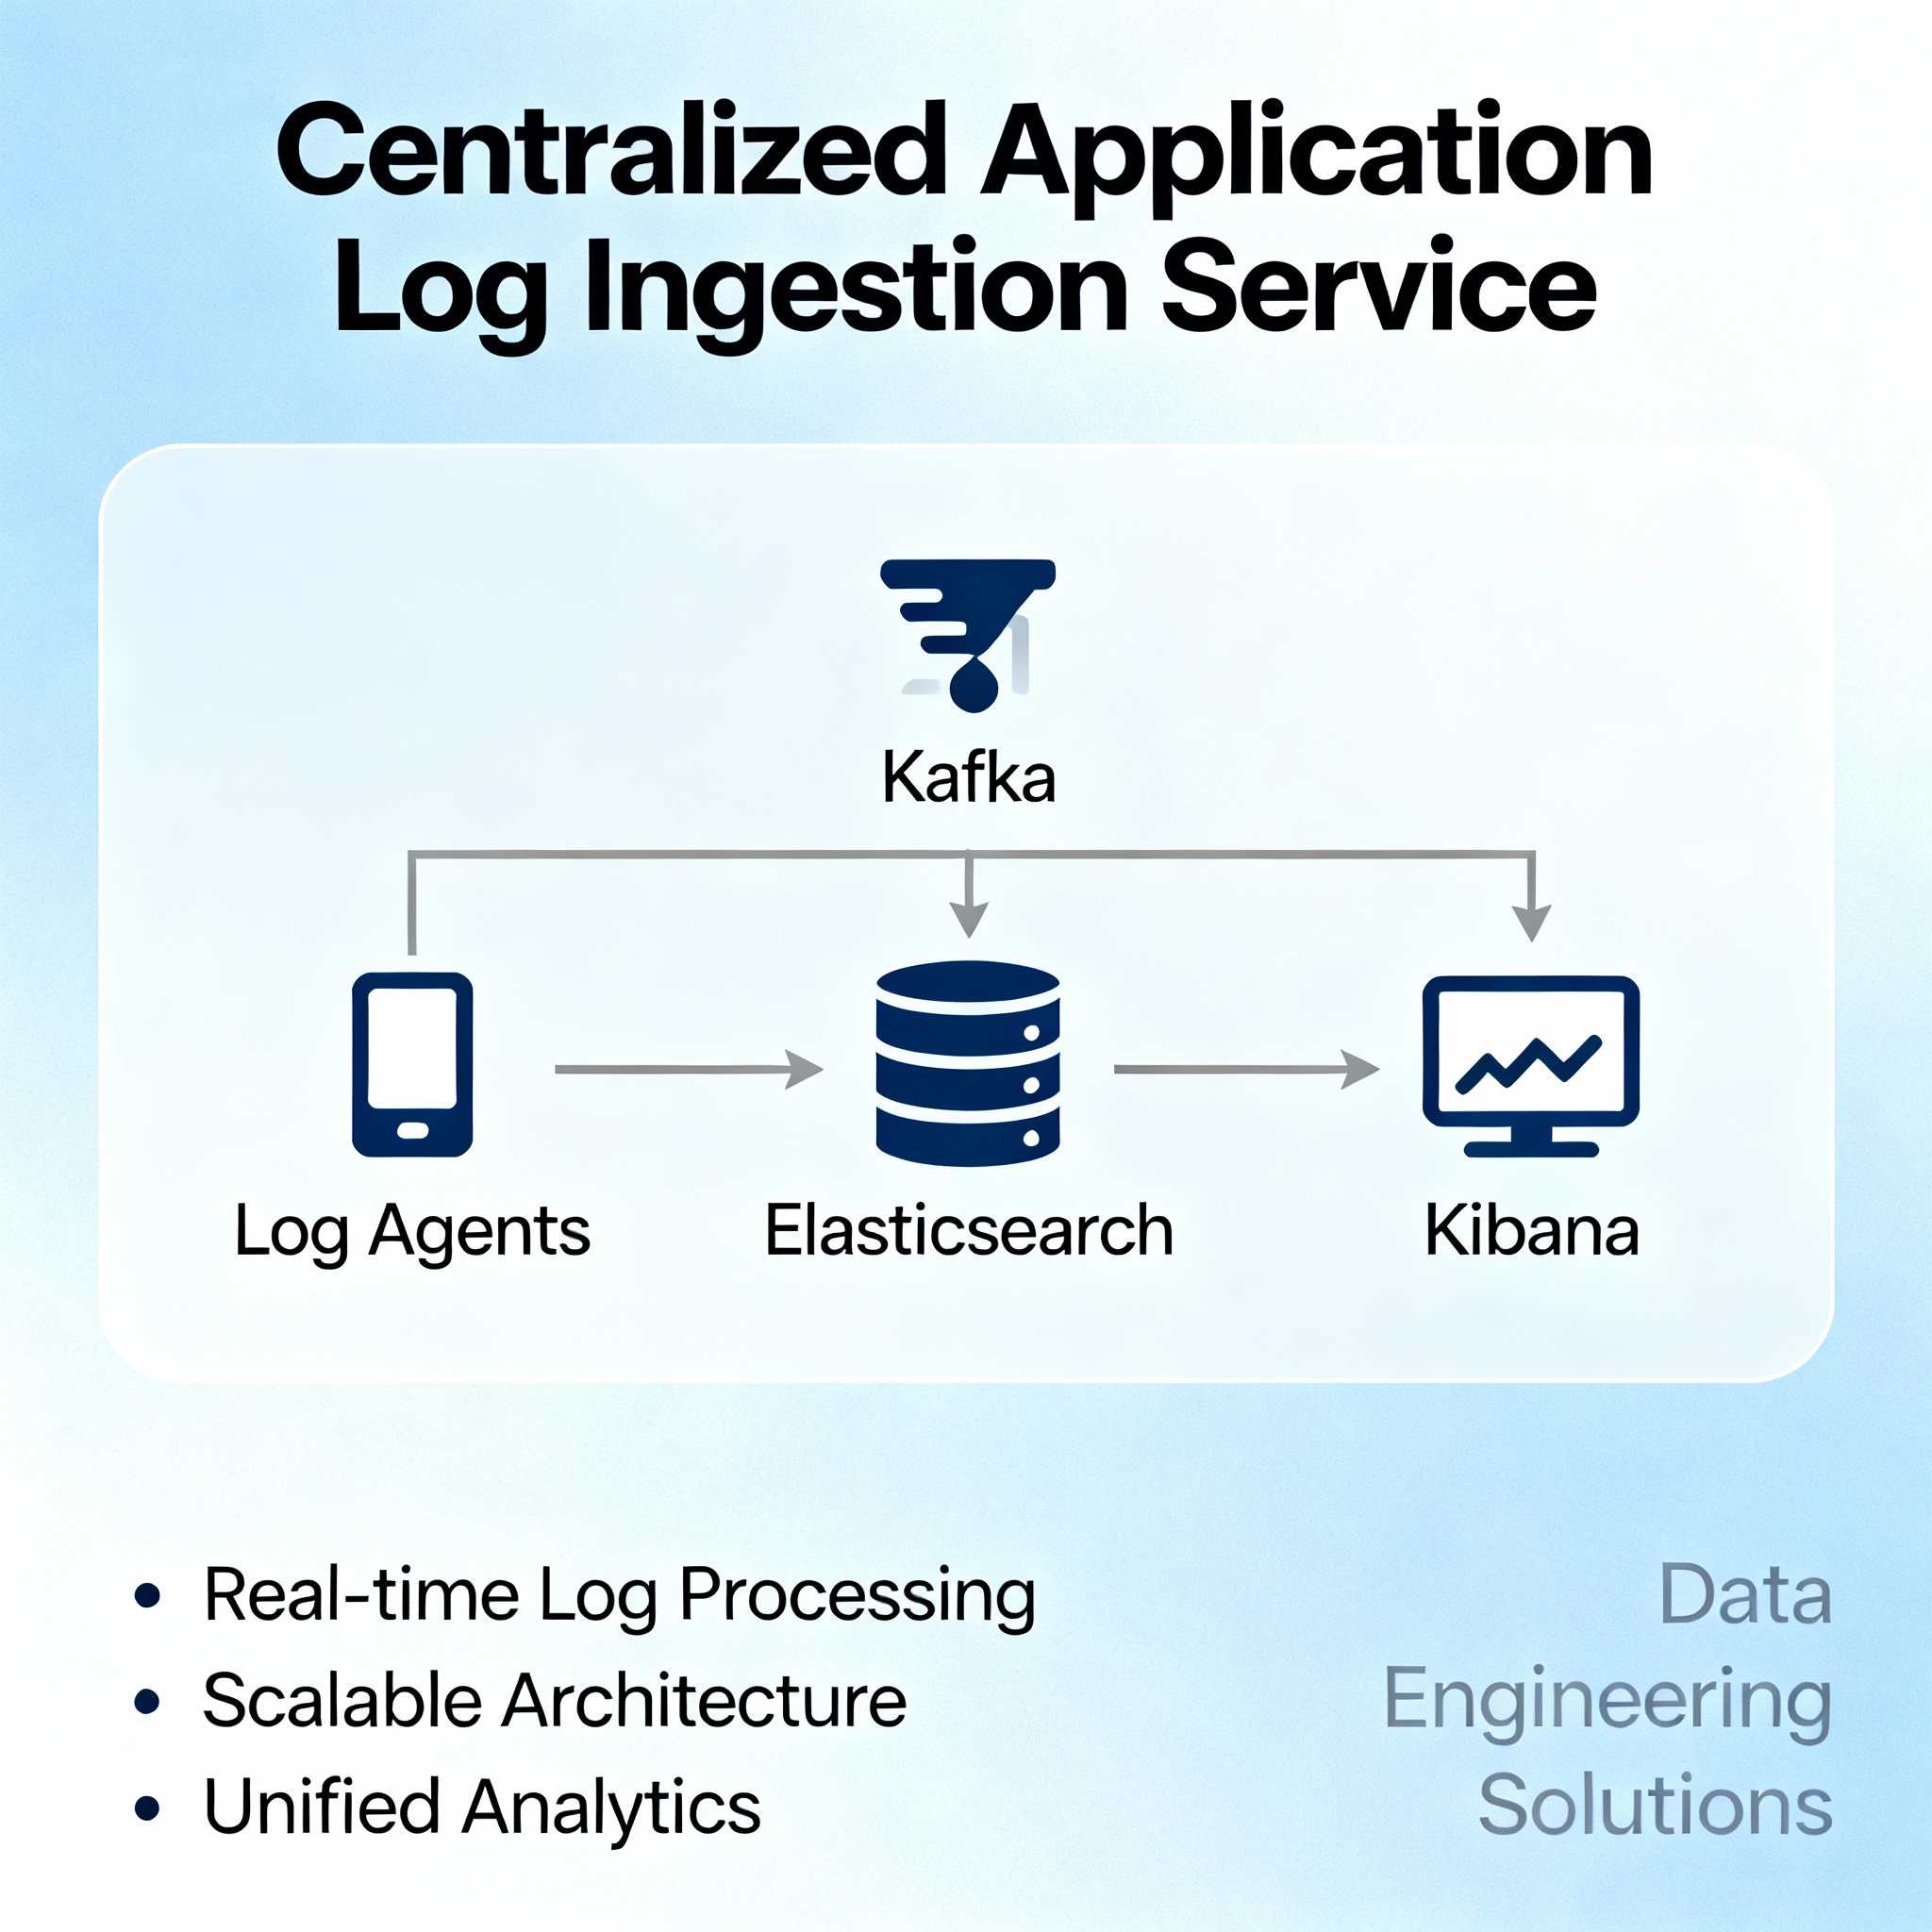 Centralized Application
Log Ingestion Service
Kafka
Log Agents
Elasticsearch
Kibana
Real-time Log Processing
Scalable Architecture
Unified Analytics
Data
Engineering
Solutions